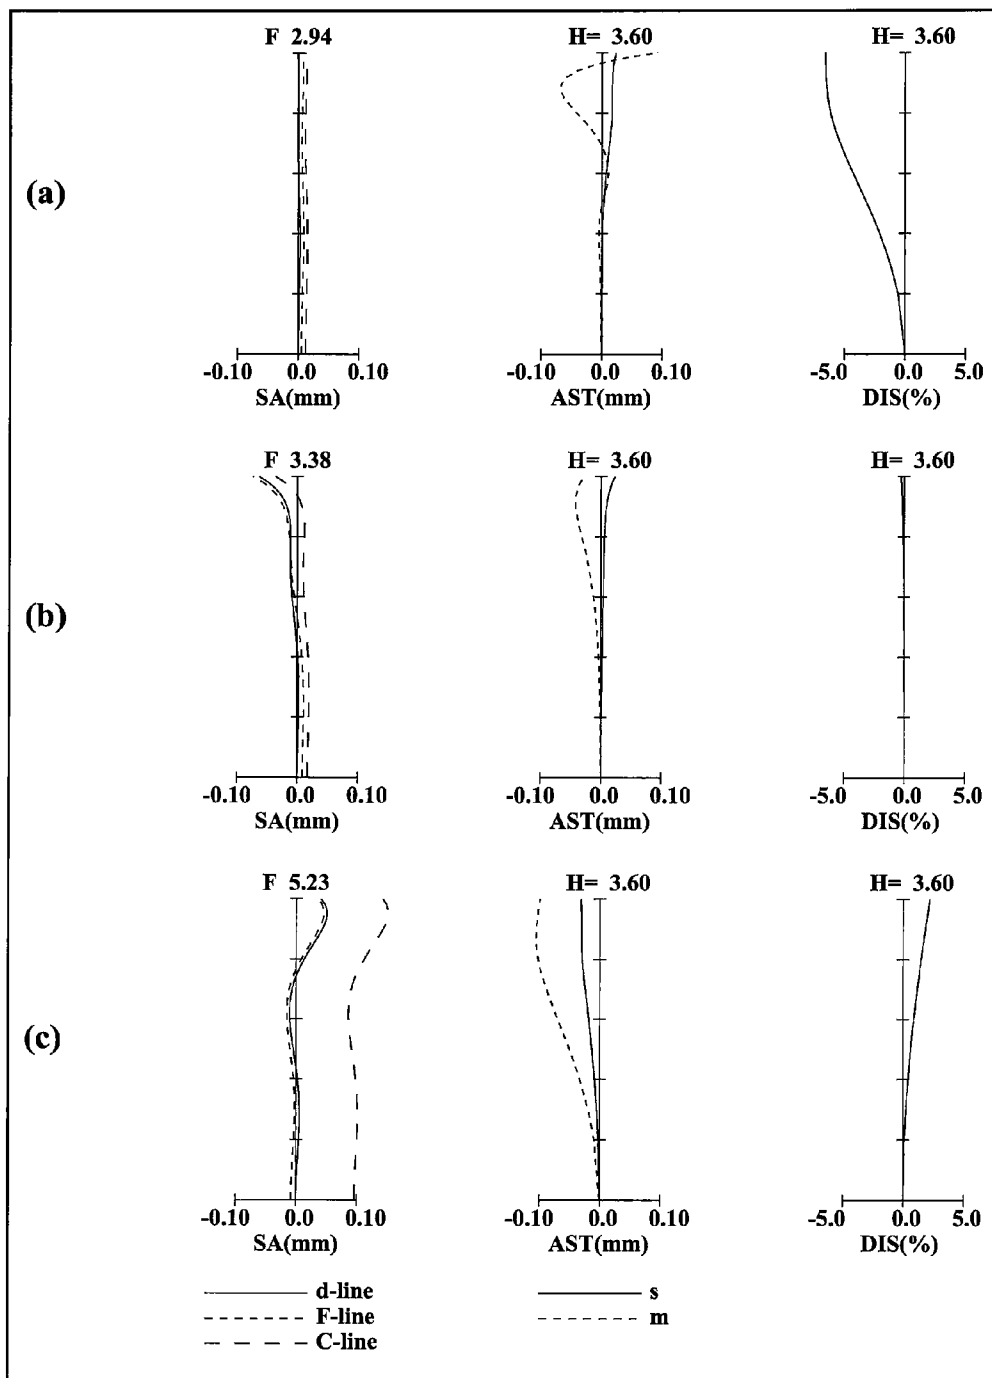 F 2.94 H= 3.60 H= 3.60
(a)
-0.10 0.0 0.10 -0.10 0.0 0.10 -5.0 0.0 5.0
SA(mm) AST(mm) DIS(%)
F 3.38 H= 3.60 H= 3.60
(b)
-0.10 0.0 0.10 -0.10 0.0 0.10 -5.0 0.0 5.0
SA(mm) AST(mm) DIS(%)
F 5.23 H= 3.60 H= 3.60
(c)
-0.10 0.0 0.10 -0.10 0.0 0.10 -5.0 0.0 5.0
SA(mm) AST(mm) DIS(%)
d-line s
F-line m
C-line